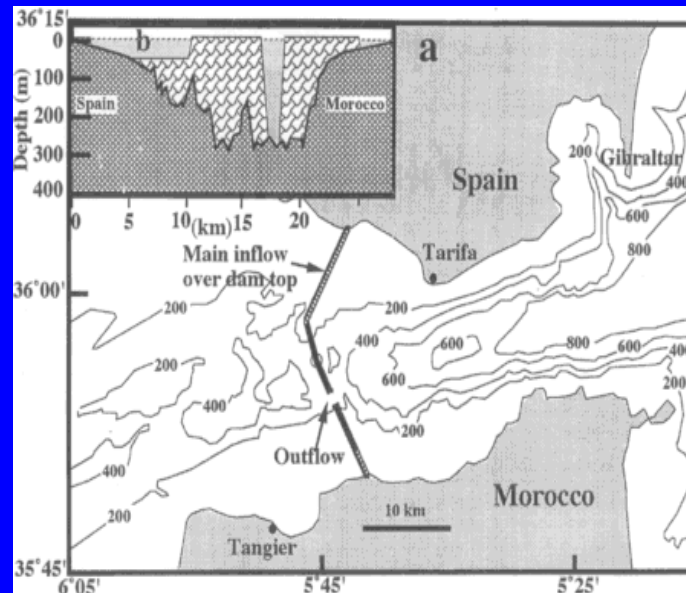 36°15'
b
a
0
100
200
300
400
Depth (m)
Spain
Morocco
0
5
10
20
(km)
Main inflow
over dam top
Spain
Gibraltar
Tarifa
200
400
600
800
36°00
200
200
400
600
800
600
400
200
200
400
600
200
400
400
200
Outflow
10 km
Morocco
Tangier
35°45
6°05'
5°45
5°25